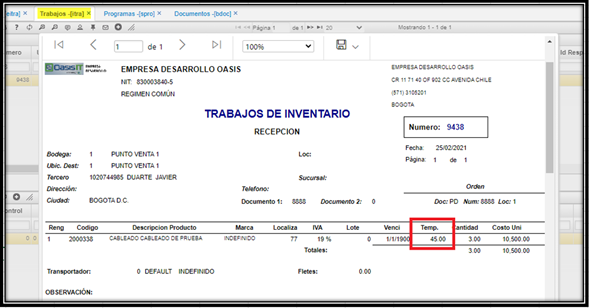 eitra] × Trabajos -[jitra] × Programas -[spro] × Documentos -[bdoc] ×
Página 1 de 1 20 Mostrando 1 - 1 de 1
Id Resp
9438
1 de 1 100%
OasisIT EMPRESA DESARROLLO
EMPRESA DESARROLLO OASIS
NIT: 830003840-5
REGIMEN COMÚN
EMPRESA DESARROLLO OASIS
CR 11 71 40 OF 902 CC AVENIDA CHILE
(571) 3105201
BOGOTA
TRABAJOS DE INVENTARIO
RECEPCION
Numero: 9438
Fecha: 25/02/2021
Página: 1 de 1
Bodega: 1 PUNTO VENTA 1 Loc:
Ubic. Dest: 1 PUNTO VENTA 1
Tercero 1020744985 DUARTE JAVIER Sucursal:
Dirección: Telefono: Orden
Ciudad: BOGOTA D.C. Documento 1: 8888 Documento 2: 0 Doc: PD Num: 8888 Loc: 1
Reng Codigo Descripcion Producto Marca Localiza IVA Lote Venci Temp. Cantidad Costo Uni
1 2000338 CABLEADO CABLEADO DE PRUEBA INDEFINIDO 77 19 % 0 1/1/1900 45.00 3.00 10,500.00
Totales: 3.00 10,500.00
Transportador: 0 DEFAULT INDEFINIDO Fletes: 0.00
OBSERVACIÓN: